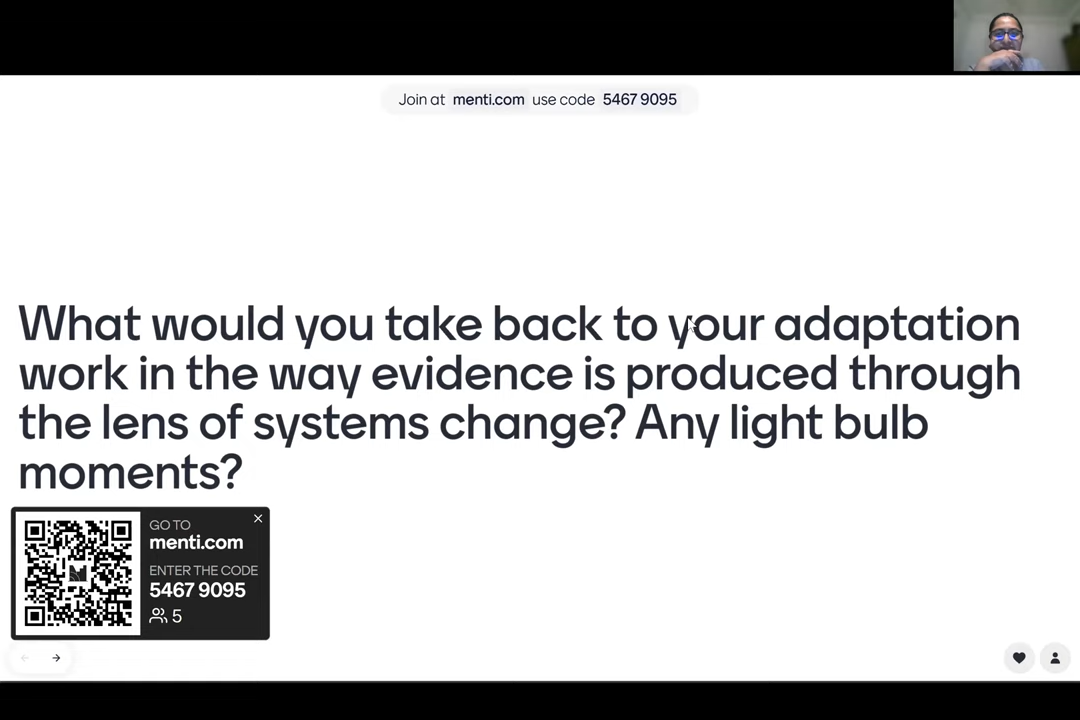 Join at menti.com use code 5467 9095
What would you take back to your adaptation
work in the way evidence is produced through
the lens of systems change? Any light bulb
moments?
GO TO
menti.com
ENTER THE CODE
5467 9095
5